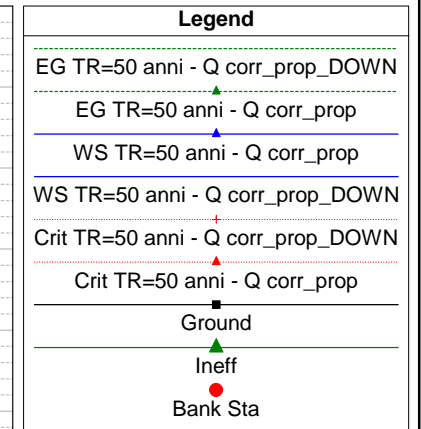 Legend
EG TR=50 anni - Q corr_prop_DOWN
EG TR=50 anni - Q corr_prop
WS TR=50 anni - Q corr_prop
WS TR=50 anni - Q corr_prop_DOWN
Crit TR=50 anni - Q corr_prop_DOWN
Crit TR=50 anni - Q corr_prop
Ground
Ineff
Bank Sta